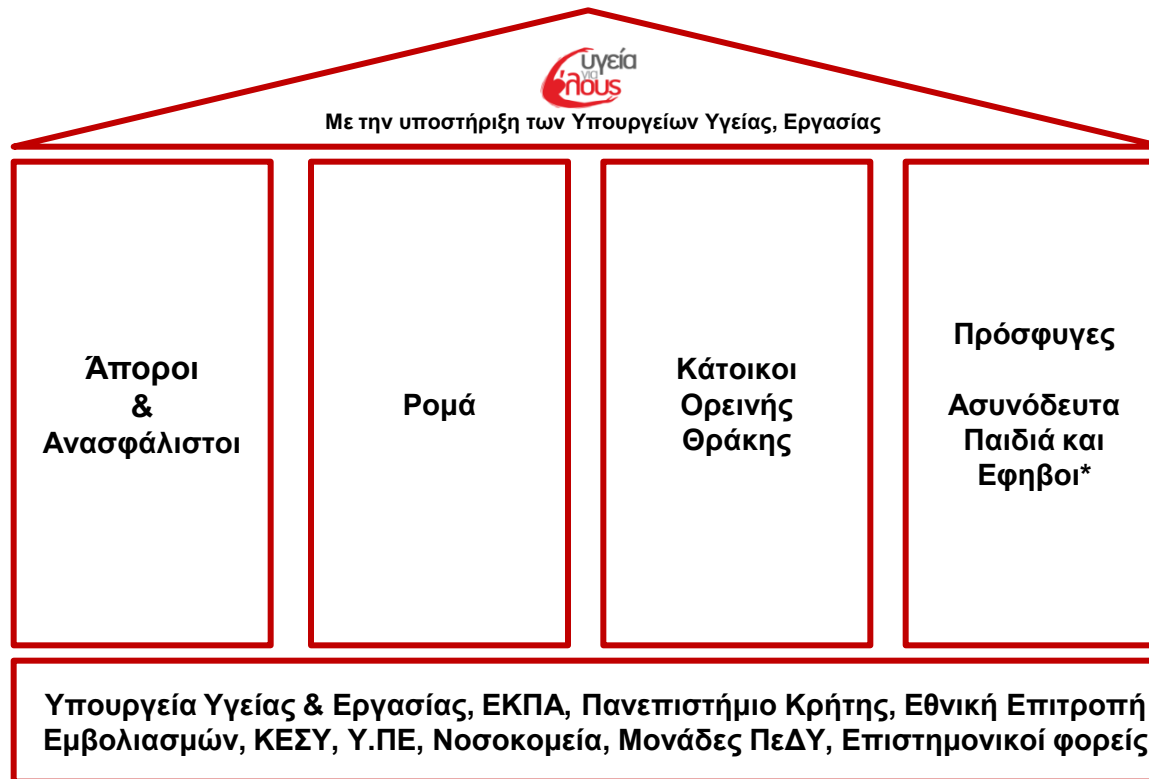 υγεία
για
όλους
Με την υποστήριξη των Υπουργείων Υγείας, Εργασίας
Άποροι
&
Ανασφάλιστοι
Ρομά
Κάτοικοι
Ορεινής
Θράκης
Πρόσφυγες
Ασυνόδευτα
Παιδιά και
Εφηβοι*
Υπουργεία Υγείας & Εργασίας, ΕΚΠΑ, Πανεπιστήμιο Κρήτης, Εθνική Επιτροπή
Εμβολιασμών, ΚΕΣΥ, Υ.ΠΕ, Νοσοκομεία, Μονάδες ΠεΔΥ, Επιστημονικοί φορείς